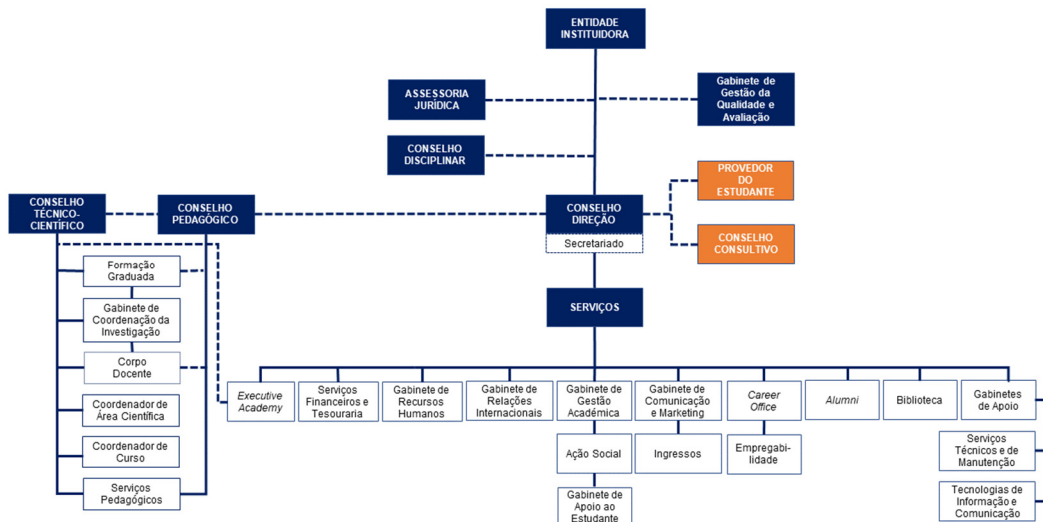 ENTIDADE
INSTITUIDORA
ASSESSORIA
JURÍDICA
Gabinete de
Gestão da
Qualidade e
Avaliação
CONSELHO
DISCIPLINAR
PROVEDOR
DO
ESTUDANTE
CONSELHO
TÉCNICO-
CIENTÍFICO
CONSELHO
PEDAGÓGICO
CONSELHO
DIREÇÃO
Secretariado
CONSELHO
CONSULTIVO
Formação
Graduada
Gabinete de
Coordenação da
Investigação
Corpo
Docente
Coordenador de
Área Científica
Coordenador de
Curso
Serviços
Pedagógicos
SERVIÇOS
Executive
Academy
Serviços
Financeiros e
Tesouraria
Gabinete de
Recursos
Humanos
Gabinete de
Relações
Internacionais
Gabinete de
Gestão
Académica
Gabinete de
Comunicação
e Marketing
Career
Office
Alumni
Biblioteca
Gabinetes
de Apoio
Ação Social
Ingressos
Empregabi-
lidade
Serviços
Técnicos e de
Manutenção
Gabinete de
Apoio ao
Estudante
Tecnologias de
Informação e
Comunicação